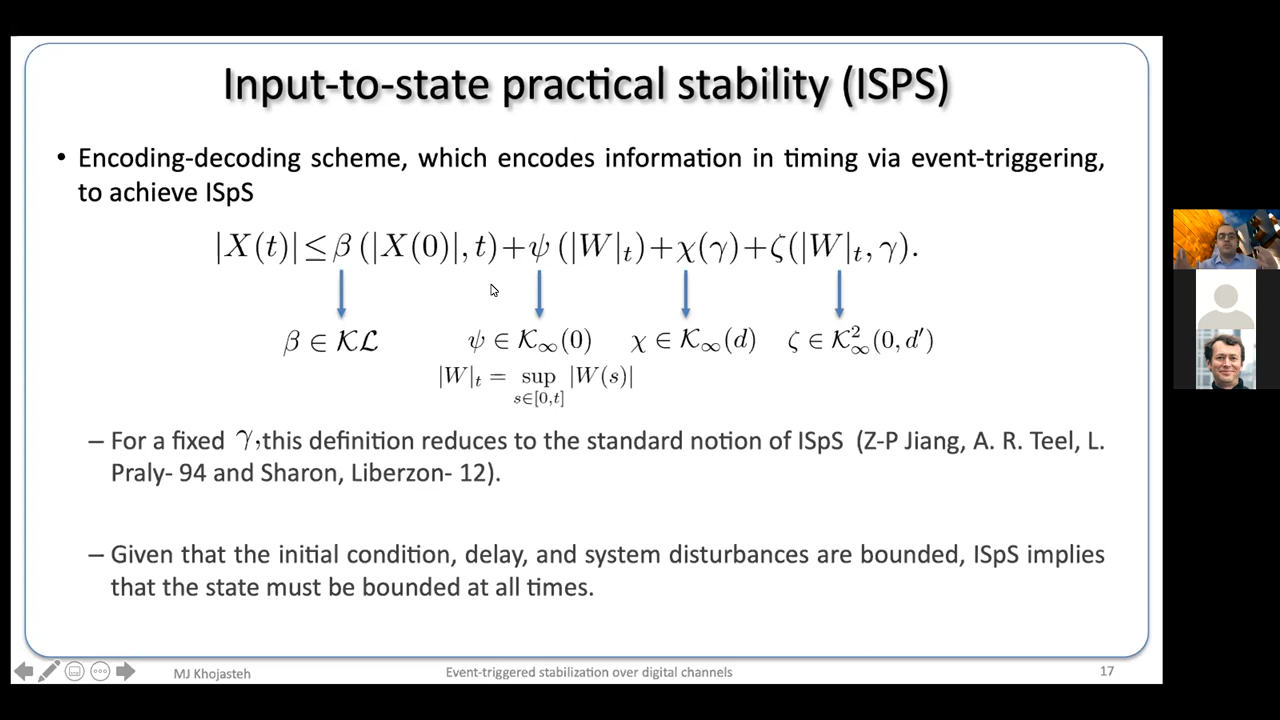 Input-to-state practical stability (ISPS)
• Encoding-decoding scheme, which encodes information in timing via event-triggering,
to achieve ISpS
|X(t)| ≤ β (|X(0)|, t) + ψ (|W|_t) + χ(γ) + ζ(|W|_t, γ).
β ∈ 𝒦ℒ ψ ∈ 𝒦_∞(0) χ ∈ 𝒦_∞(d) ζ ∈ 𝒦²_∞(0, d′)
|W|_t = sup_{s∈[0,t]} |W(s)|
– For a fixed γ, this definition reduces to the standard notion of ISpS (Z-P Jiang, A. R. Teel, L.
Praly- 94 and Sharon, Liberzon- 12).
– Given that the initial condition, delay, and system disturbances are bounded, ISpS implies
that the state must be bounded at all times.
MJ Khojasteh Event-triggered stabilization over digital channels 17